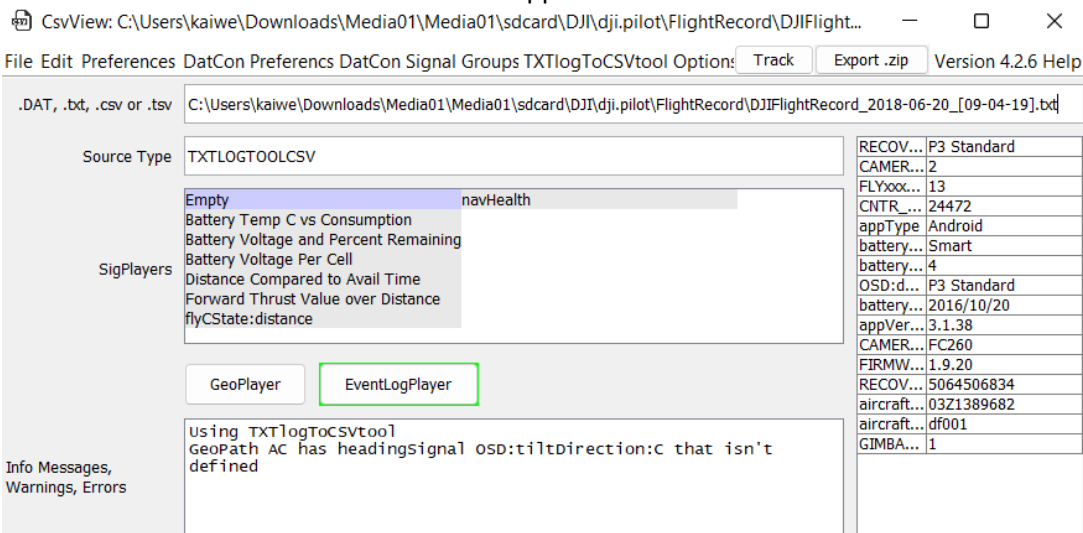 CsvView: C:\Users\kaiwe\Downloads\Media01\Media01\sdcard\DJI\dji.pilot\FlightRecord\DJIFlight...
File Edit Preferences DatCon Preferencs DatCon Signal Groups TXTlogToCSVtool Options Track Export .zip Version 4.2.6 Help
.DAT, .txt, .csv or .tsv C:\Users\kaiwe\Downloads\Media01\Media01\sdcard\DJI\dji.pilot\FlightRecord\DJIFlightRecord_2018-06-20_[09-04-19].txt
Source Type TXTLOGTOOLCSV
SigPlayers
Empty navHealth
Battery Temp C vs Consumption
Battery Voltage and Percent Remaining
Battery Voltage Per Cell
Distance Compared to Avail Time
Forward Thrust Value over Distance
flyCState:distance
GeoPlayer EventLogPlayer
Info Messages,
Warnings, Errors
Using TXTlogToCSVtool
GeoPath AC has headingSignal OSD:tiltDirection:C that isn't
defined
RECOV... P3 Standard
CAMER... 2
FLYxxx... 13
CNTR_... 24472
appType Android
battery... Smart
battery... 4
OSD:d... P3 Standard
battery... 2016/10/20
appVer... 3.1.38
CAMER... FC260
FIRMW... 1.9.20
RECOV... 5064506834
aircraft... 03Z1389682
aircraft... df001
GIMBA... 1